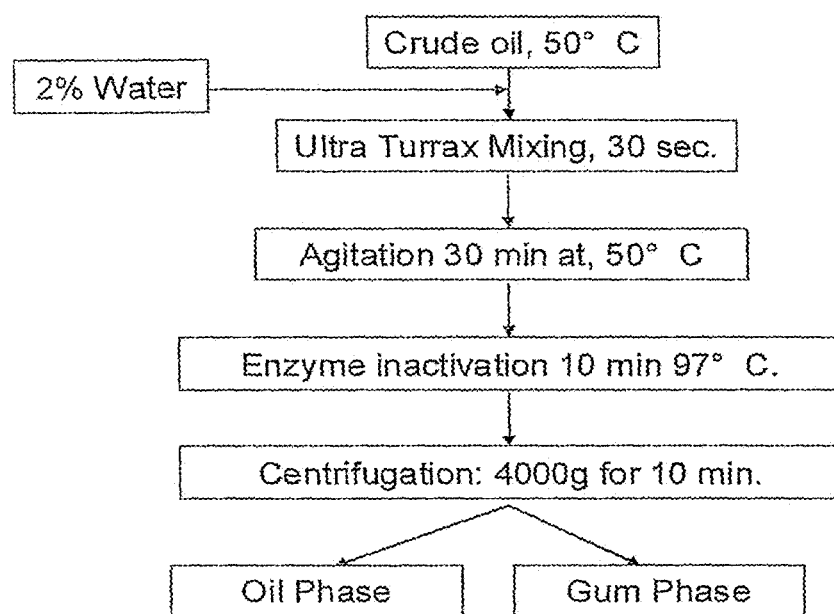 Crude oil, 50° C
2% Water
Ultra Turrax Mixing, 30 sec.
Agitation 30 min at, 50° C
Enzyme inactivation 10 min 97° C.
Centrifugation: 4000g for 10 min.
Oil Phase
Gum Phase